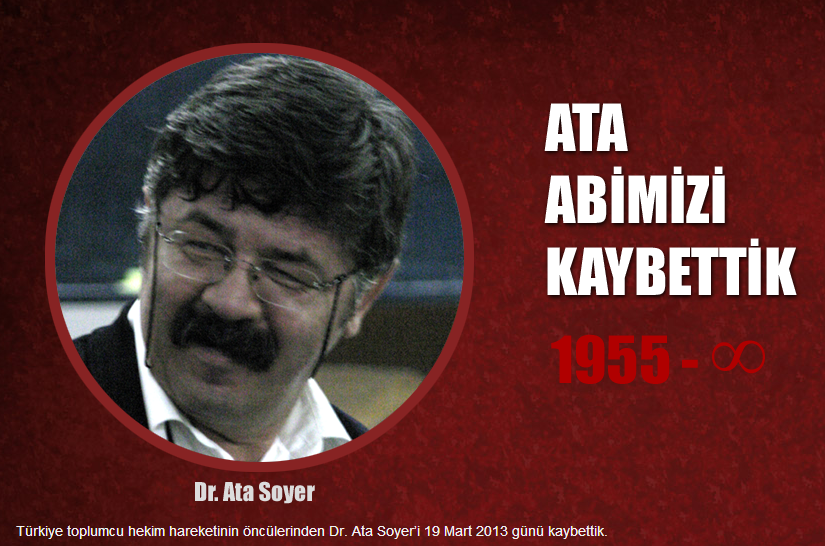 ATA
ABİMİZİ
KAYBETTİK
1955 - ∞
Dr. Ata Soyer
Türkiye toplumcu hekim hareketinin öncülerinden Dr. Ata Soyer'i 19 Mart 2013 günü kaybettik.